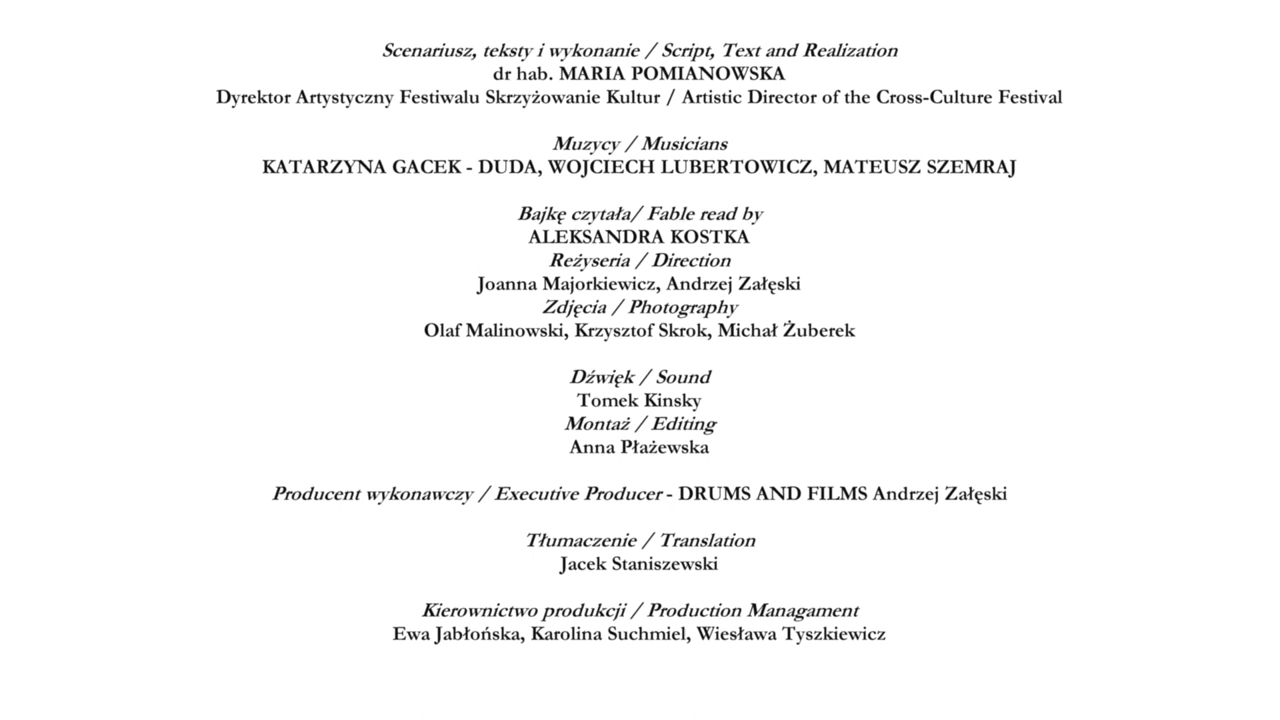 Scenariusz, teksty i wykonanie / Script, Text and Realization
dr hab. MARIA POMIANOWSKA
Dyrektor Artystyczny Festiwalu Skrzyżowanie Kultur / Artistic Director of the Cross-Culture Festival
Muzycy / Musicians
KATARZYNA GACEK - DUDA, WOJCIECH LUBERTOWICZ, MATEUSZ SZEMRAJ
Bajkę czytała/ Fable read by
ALEKSANDRA KOSTKA
Reżyseria / Direction
Joanna Majorkiewicz, Andrzej Załęski
Zdjęcia / Photography
Olaf Malinowski, Krzysztof Skrok, Michał Żuberek
Dźwięk / Sound
Tomek Kinsky
Montaż / Editing
Anna Płażewska
Producent wykonawczy / Executive Producer - DRUMS AND FILMS Andrzej Załęski
Tłumaczenie / Translation
Jacek Staniszewski
Kierownictwo produkcji / Production Managament
Ewa Jabłońska, Karolina Suchmiel, Wiesława Tyszkiewicz